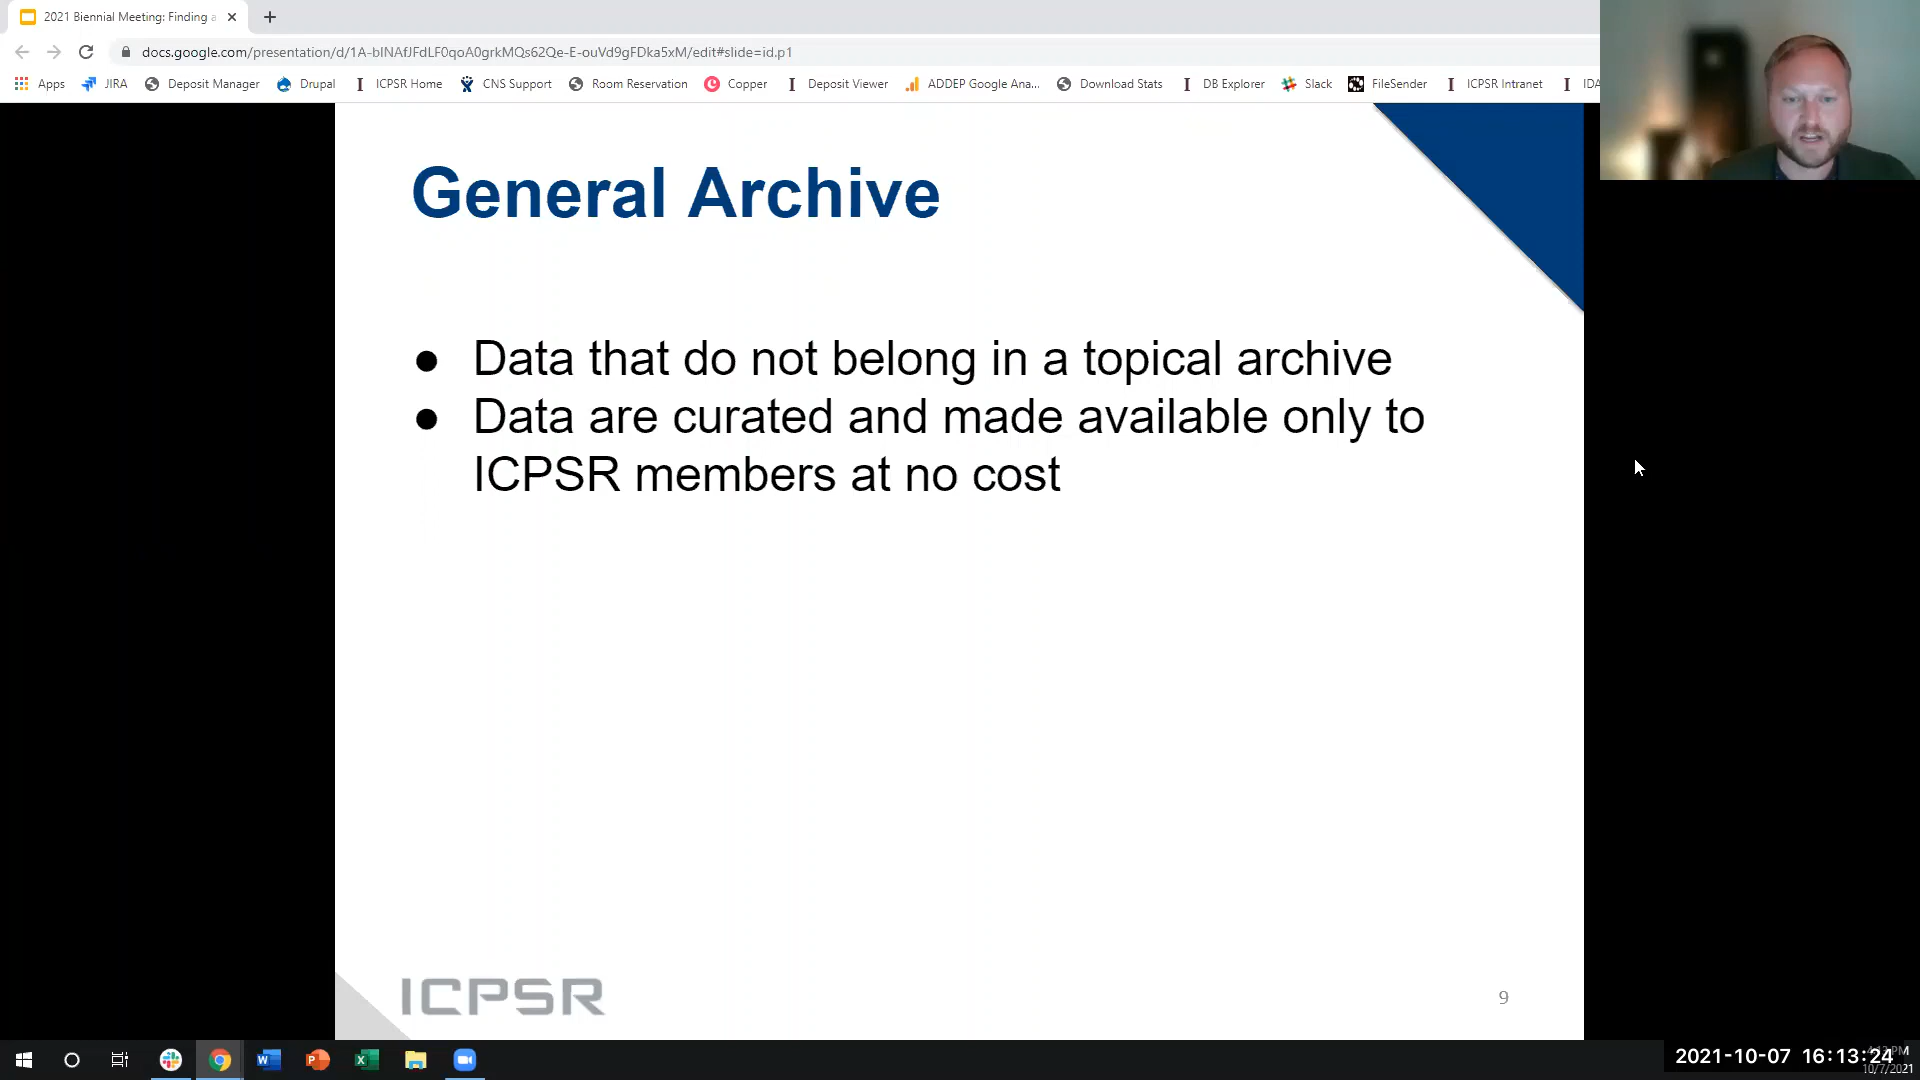 2021 Biennial Meeting: Finding a
docs.google.com/presentation/d/1A-bINAfJFdLF0qoA0grkMQs62Qe-E-ouVd9gFDka5xM/edit#slide=id.p1
Apps JIRA Deposit Manager Drupal ICPSR Home CNS Support Room Reservation Copper Deposit Viewer ADDEP Google Ana... Download Stats DB Explorer Slack FileSender ICPSR Intranet IDA
General Archive
● Data that do not belong in a topical archive
● Data are curated and made available only to
ICPSR members at no cost
ICPSR
9
2021-10-07 16:13:24
10/7/2021